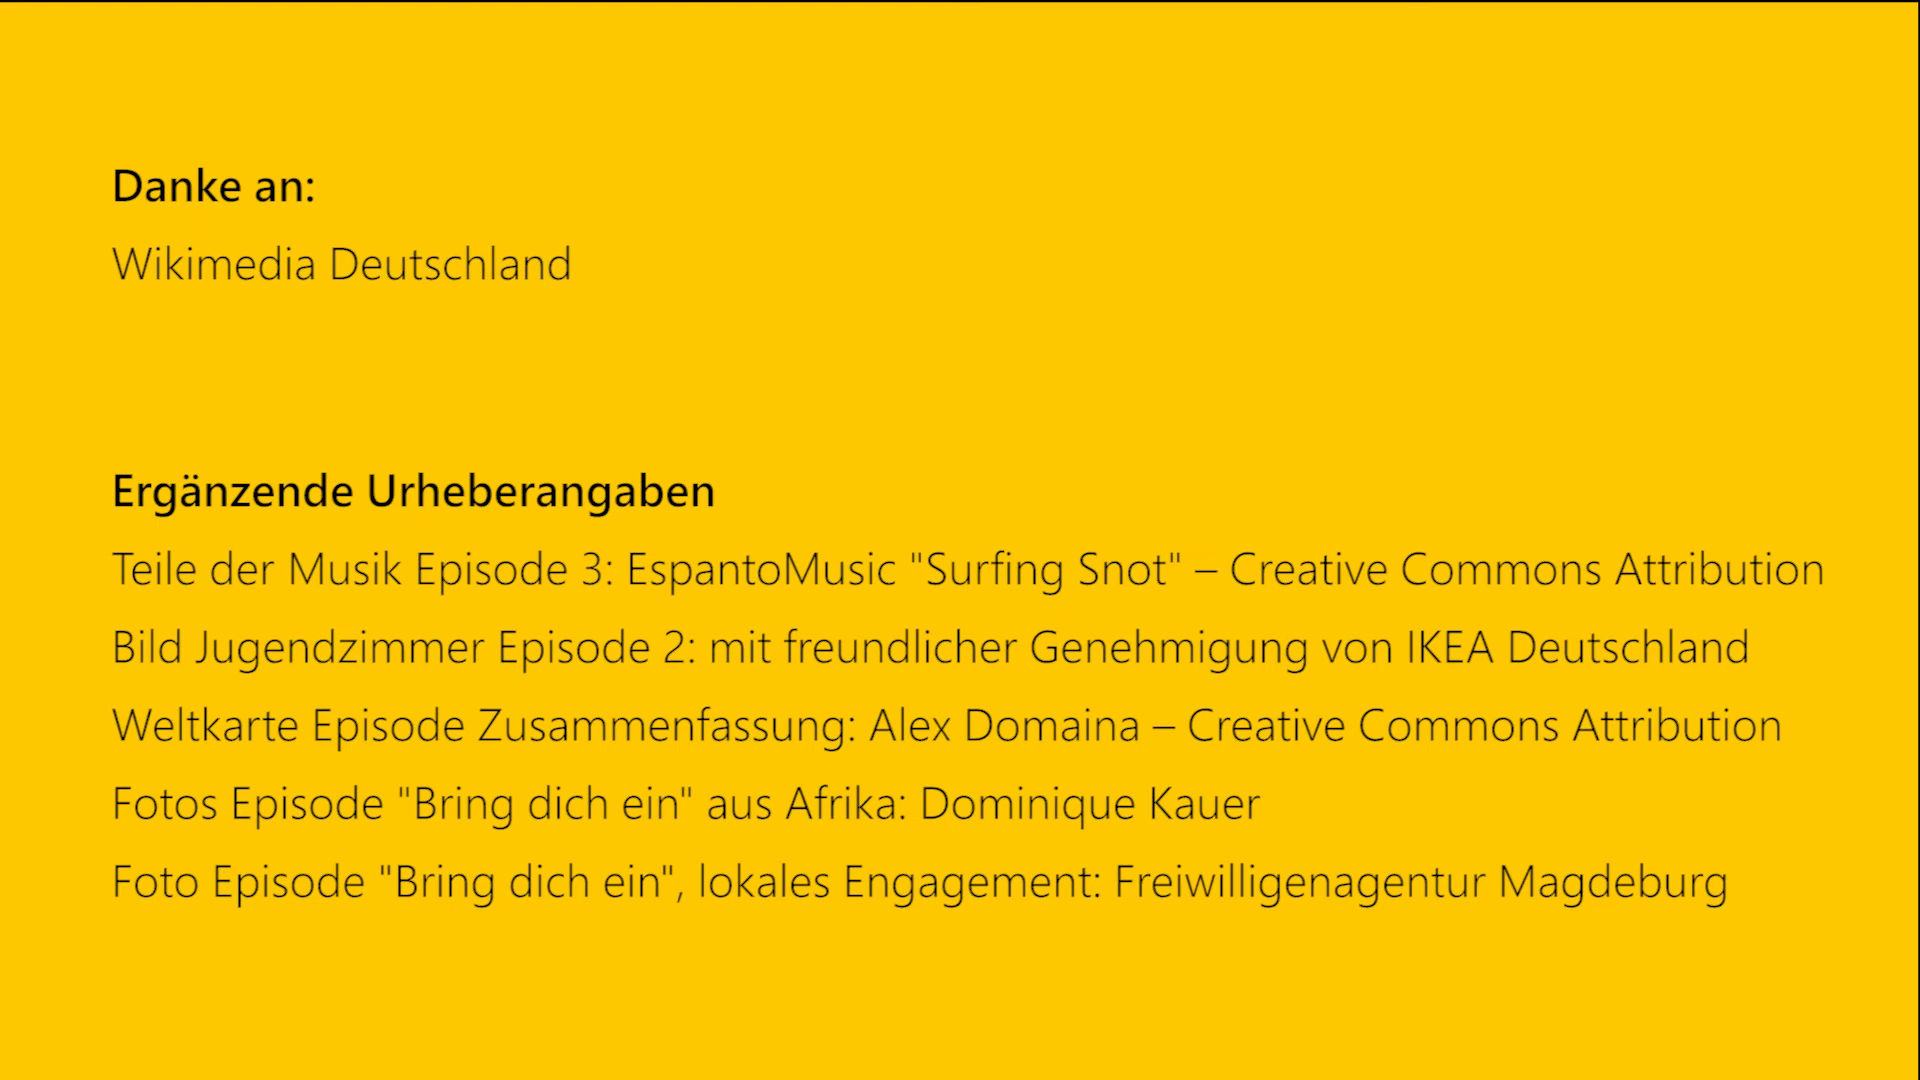 Danke an:
Wikimedia Deutschland
Ergänzende Urheberangaben
Teile der Musik Episode 3: EspantoMusic "Surfing Snot" – Creative Commons Attribution
Bild Jugendzimmer Episode 2: mit freundlicher Genehmigung von IKEA Deutschland
Weltkarte Episode Zusammenfassung: Alex Domaina – Creative Commons Attribution
Fotos Episode "Bring dich ein" aus Afrika: Dominique Kauer
Foto Episode "Bring dich ein", lokales Engagement: Freiwilligenagentur Magdeburg